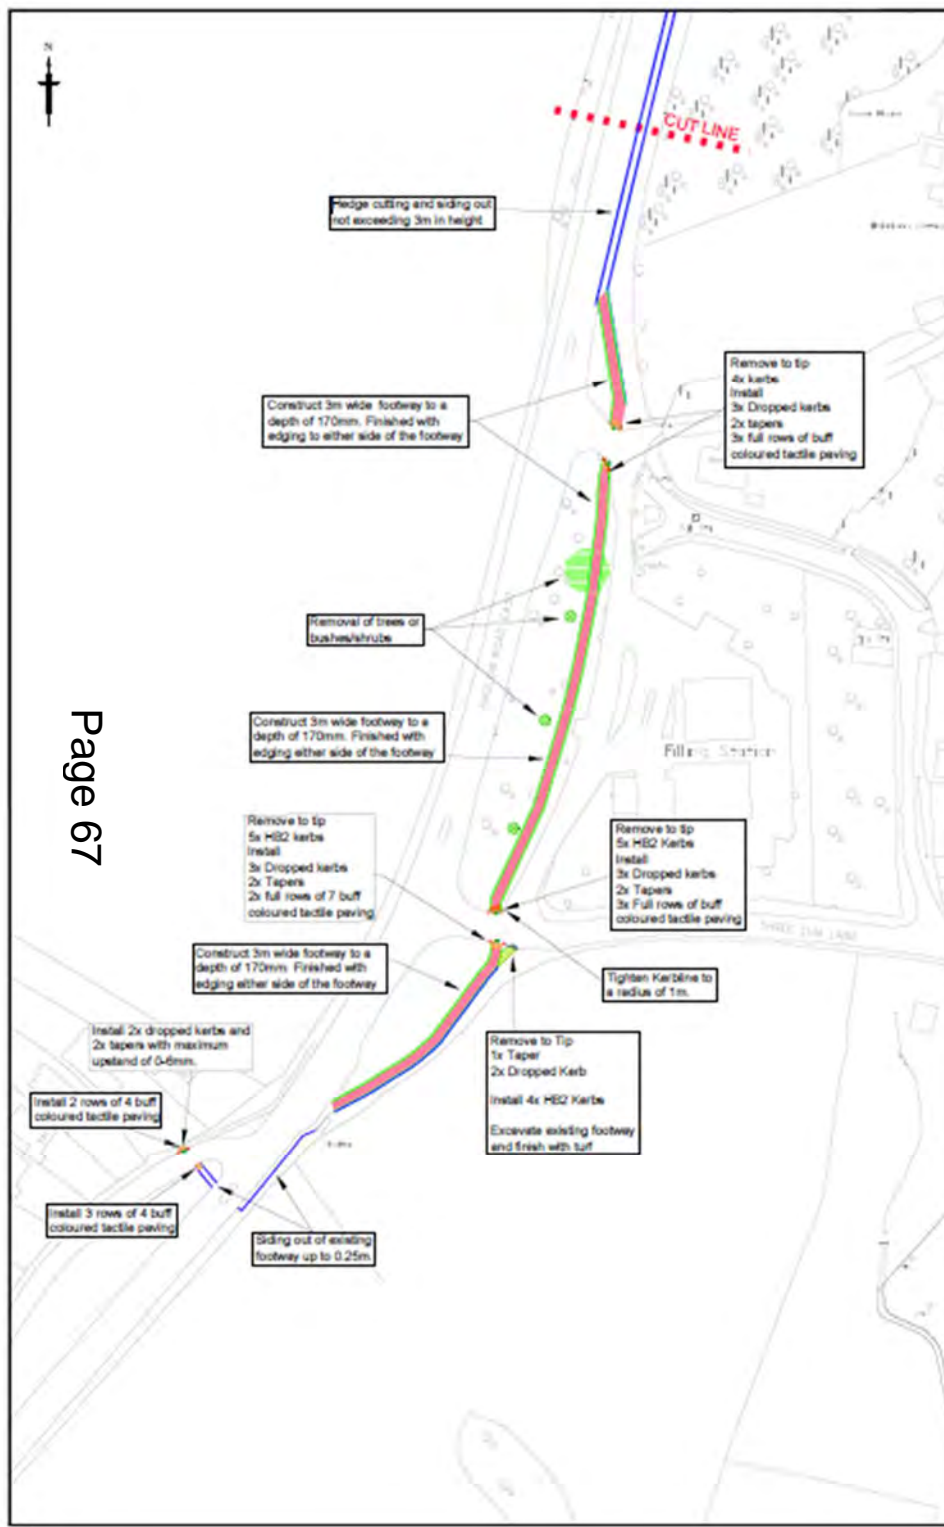 N
CUT LINE
Hedge cutting and siding out
not exceeding 3m in height
Remove to tip
4x kerbs
Install
3x Dropped kerbs
2x tapers
3x full rows of buff
coloured tactile paving
Construct 3m wide footway to a
depth of 170mm. Finished with
edging to either side of the footway
Removal of trees or
bushes/shrubs
Construct 3m wide footway to a
depth of 170mm. Finished with
edging either side of the footway
Filling Station
Page 67
Remove to tip
5x HB2 kerbs
Install
3x Dropped kerbs
2x Tapers
2x full rows of 7 buff
coloured tactile paving
Remove to tip
5x HB2 Kerbs
Install
3x Dropped kerbs
2x Tapers
3x Full rows of buff
coloured tactile paving
LANE
Construct 3m wide footway to a
depth of 170mm. Finished with
edging either side of the footway
Tighten Kerbline to
a radius of 1m.
Install 2x dropped kerbs and
2x tapers with maximum
upstand of 0-6mm.
Remove to Tip
1x Taper
2x Dropped Kerb
Install 4x HB2 Kerbs
Excavate existing footway
and finish with turf
Install 2 rows of 4 buff
coloured tactile paving
Install 3 rows of 4 buff
coloured tactile paving
Siding out of existing
footway up to 0.25m.